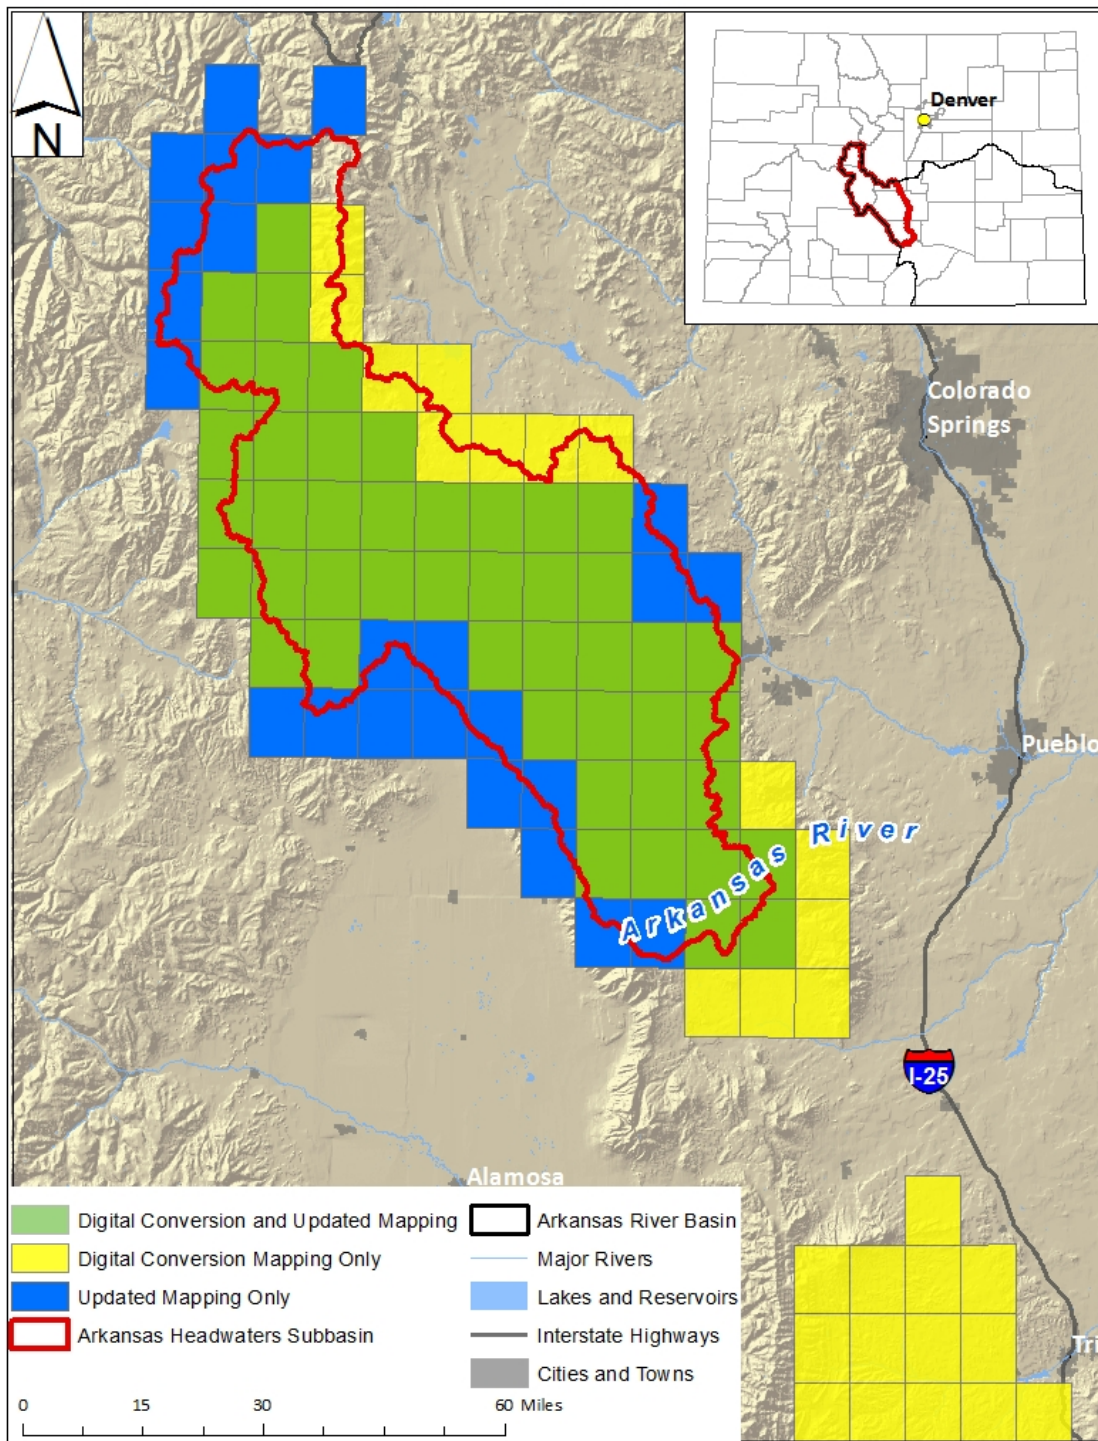 N
Denver
Colorado
Springs
Pueblo
Arkansas River
I-25
Alamosa
Tri
Digital Conversion and Updated Mapping
Digital Conversion Mapping Only
Updated Mapping Only
Arkansas Headwaters Subbasin
Arkansas River Basin
Major Rivers
Lakes and Reservoirs
Interstate Highways
Cities and Towns
0 15 30 60 Miles